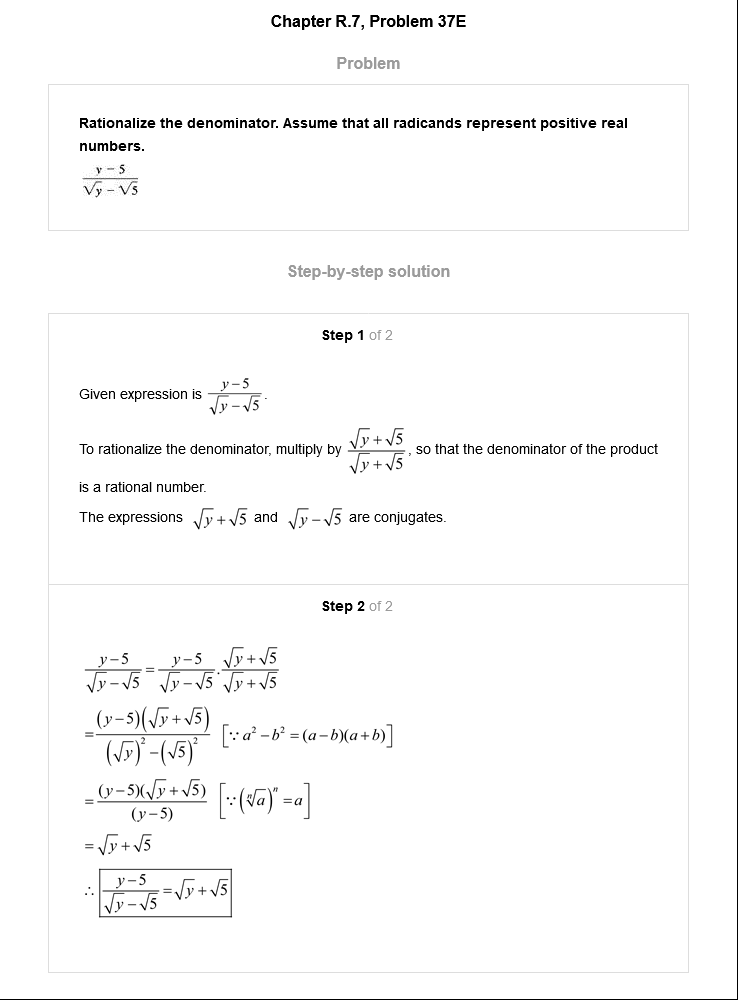 Chapter R.7, Problem 37E
Problem
Rationalize the denominator. Assume that all radicands represent positive real
numbers.
$\frac{y-5}{\sqrt{y}-\sqrt{5}}$
Step-by-step solution
Step 1 of 2
Given expression is $\frac{y-5}{\sqrt{y}-\sqrt{5}}$.
To rationalize the denominator, multiply by $\frac{\sqrt{y}+\sqrt{5}}{\sqrt{y}+\sqrt{5}}$, so that the denominator of the product
is a rational number.
The expressions $\sqrt{y}+\sqrt{5}$ and $\sqrt{y}-\sqrt{5}$ are conjugates.
Step 2 of 2
$\frac{y-5}{\sqrt{y}-\sqrt{5}} = \frac{y-5}{\sqrt{y}-\sqrt{5}} \cdot \frac{\sqrt{y}+\sqrt{5}}{\sqrt{y}+\sqrt{5}}$
$= \frac{(y-5)(\sqrt{y}+\sqrt{5})}{(\sqrt{y})^2-(\sqrt{5})^2} \quad [\because a^2-b^2=(a-b)(a+b)]$
$= \frac{(y-5)(\sqrt{y}+\sqrt{5})}{(y-5)} \quad [\because (\sqrt[n]{a})^n = a]$
$= \sqrt{y}+\sqrt{5}$
$\therefore \boxed{\frac{y-5}{\sqrt{y}-\sqrt{5}} = \sqrt{y}+\sqrt{5}}$